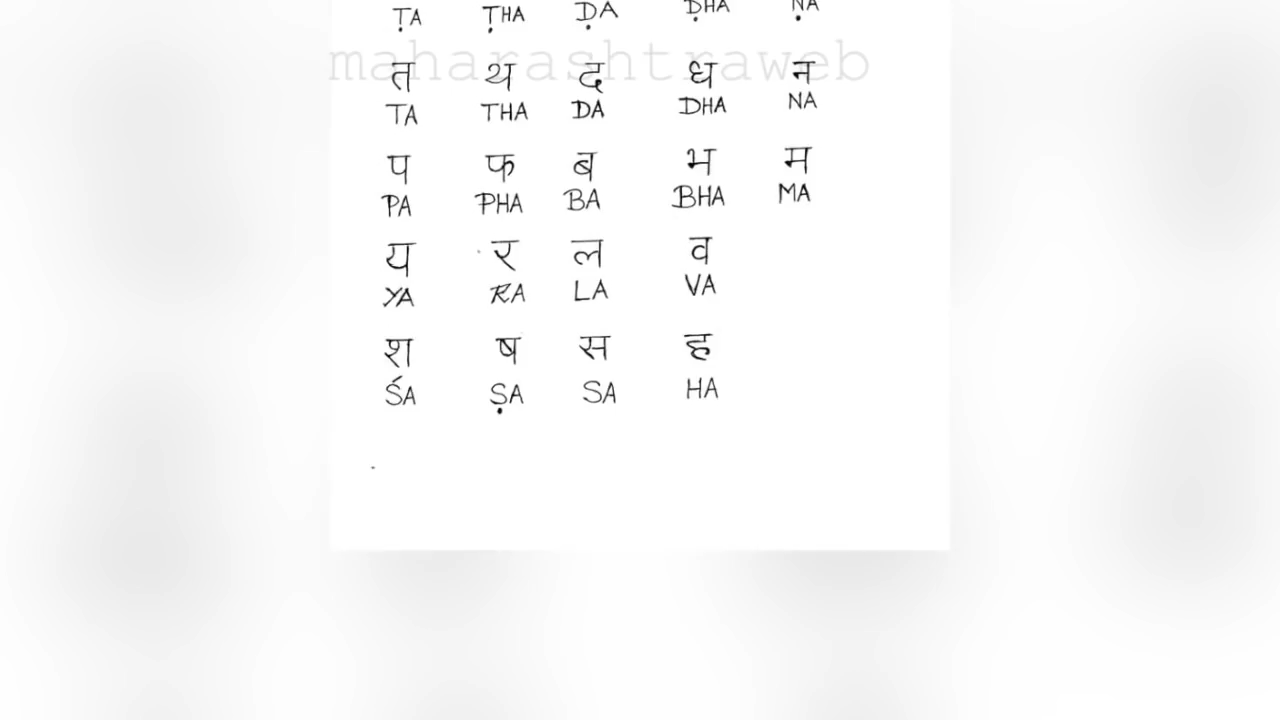 ṬA ṬHA ḌA ḌHA ṆA
maharashtraweb
त थ द ध न
TA THA DA DHA NA
प फ ब भ म
PA PHA BA BHA MA
य र ल व
YA RA LA VA
श ष स ह
ŚA ṢA SA HA